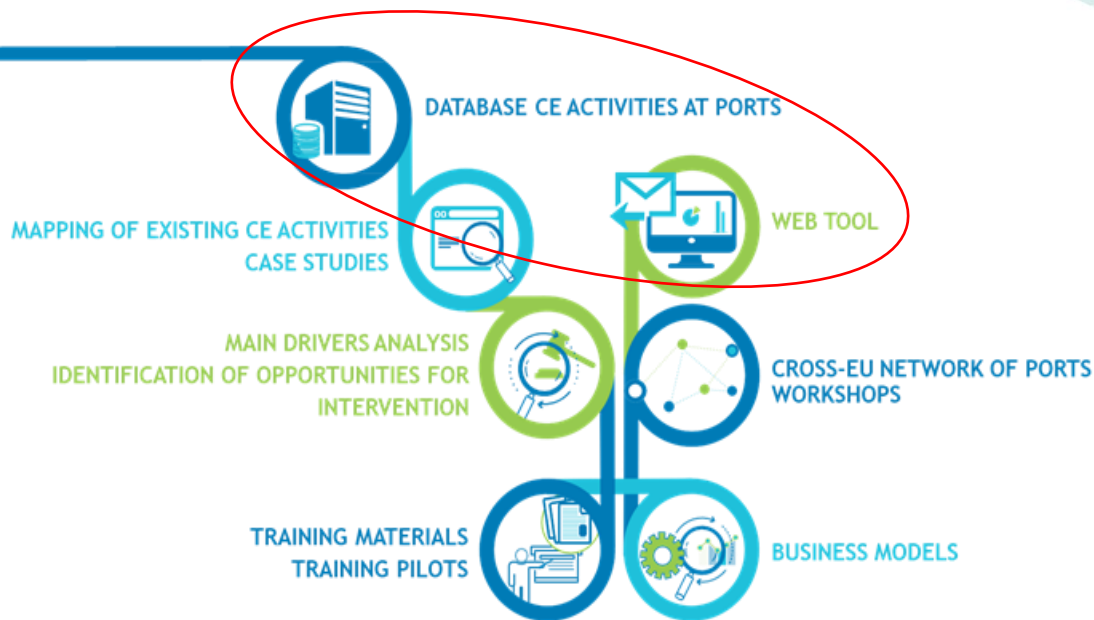 DATABASE CE ACTIVITIES AT PORTS
MAPPING OF EXISTING CE ACTIVITIES
CASE STUDIES
WEB TOOL
MAIN DRIVERS ANALYSIS
IDENTIFICATION OF OPPORTUNITIES FOR
INTERVENTION
CROSS-EU NETWORK OF PORTS
WORKSHOPS
TRAINING MATERIALS
TRAINING PILOTS
BUSINESS MODELS